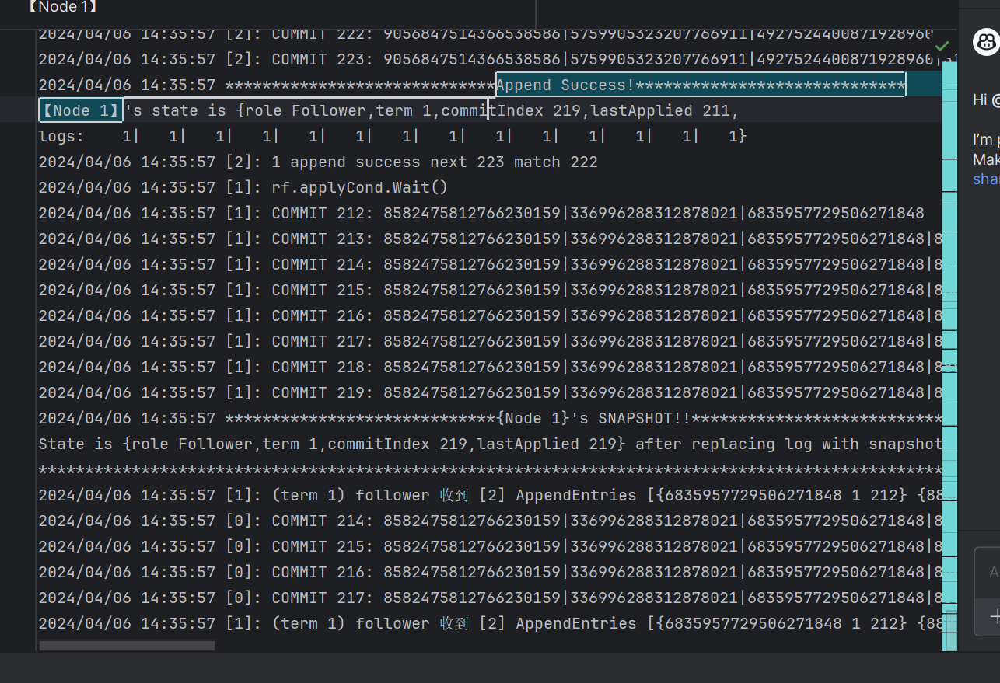 【Node 1】
2024/04/06 14:35:57 [2]: COMMIT 222: 9056847514366538586|5759905323207766911|4927524400871928960
2024/04/06 14:35:57 [2]: COMMIT 223: 9056847514366538586|5759905323207766911|4927524400871928960|
2024/04/06 14:35:57 *****************************Append Success!*****************************
【Node 1】's state is {role Follower,term 1,commitIndex 219,lastApplied 211,
logs:    1|   1|   1|   1|   1|   1|   1|   1|   1|   1|   1|   1|   1|   1}
2024/04/06 14:35:57 [2]: 1 append success next 223 match 222
2024/04/06 14:35:57 [1]: rf.applyCond.Wait()
2024/04/06 14:35:57 [1]: COMMIT 212: 8582475812766230159|336996288312878021|6835957729506271848
2024/04/06 14:35:57 [1]: COMMIT 213: 8582475812766230159|336996288312878021|6835957729506271848|8
2024/04/06 14:35:57 [1]: COMMIT 214: 8582475812766230159|336996288312878021|6835957729506271848|8
2024/04/06 14:35:57 [1]: COMMIT 215: 8582475812766230159|336996288312878021|6835957729506271848|8
2024/04/06 14:35:57 [1]: COMMIT 216: 8582475812766230159|336996288312878021|6835957729506271848|8
2024/04/06 14:35:57 [1]: COMMIT 217: 8582475812766230159|336996288312878021|6835957729506271848|8
2024/04/06 14:35:57 [1]: COMMIT 218: 8582475812766230159|336996288312878021|6835957729506271848|8
2024/04/06 14:35:57 [1]: COMMIT 219: 8582475812766230159|336996288312878021|6835957729506271848|8
2024/04/06 14:35:57 *****************************{Node 1}'s SNAPSHOT!!***************************
State is {role Follower,term 1,commitIndex 219,lastApplied 219} after replacing log with snapshot
*************************************************************************************************
2024/04/06 14:35:57 [1]: (term 1) follower 收到 [2] AppendEntries [{6835957729506271848 1 212} {88
2024/04/06 14:35:57 [0]: COMMIT 214: 8582475812766230159|336996288312878021|6835957729506271848|8
2024/04/06 14:35:57 [0]: COMMIT 215: 8582475812766230159|336996288312878021|6835957729506271848|8
2024/04/06 14:35:57 [0]: COMMIT 216: 8582475812766230159|336996288312878021|6835957729506271848|8
2024/04/06 14:35:57 [0]: COMMIT 217: 8582475812766230159|336996288312878021|6835957729506271848|8
2024/04/06 14:35:57 [1]: (term 1) follower 收到 [2] AppendEntries [{6835957729506271848 1 212} {88
Hi @
I'm